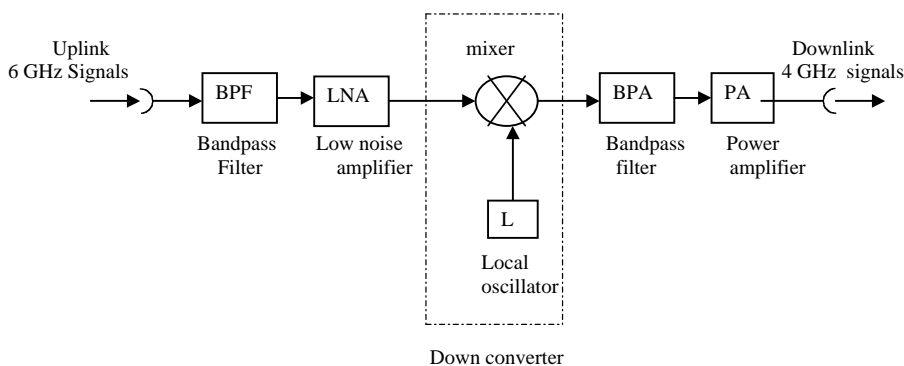 Uplink
6 GHz Signals
mixer
Downlink
4 GHz signals
BPF
LNA
BPA
PA
Bandpass
Filter
Low noise
amplifier
Bandpass
filter
Power
amplifier
L
Local
oscillator
Down converter